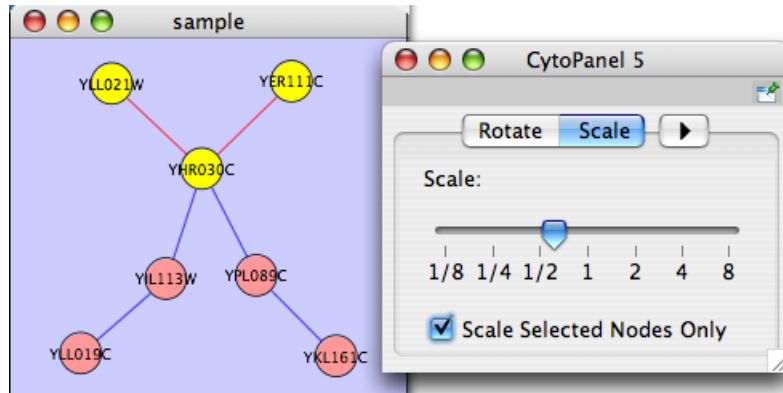 sample
YLL021W
YER111C
YHR030C
YIL113W
YPL089C
YLL019C
YKL161C
CytoPanel 5
Rotate Scale
Scale:
1/8 1/4 1/2 1 2 4 8
Scale Selected Nodes Only